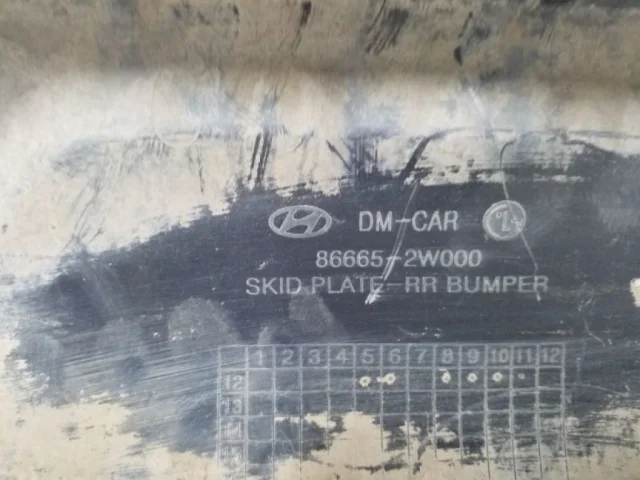 DM-CAR
86665-2W000
SKID PLATE-RR BUMPER
1 2 3 4 5 6 7 8 9 10 11 12
12
13